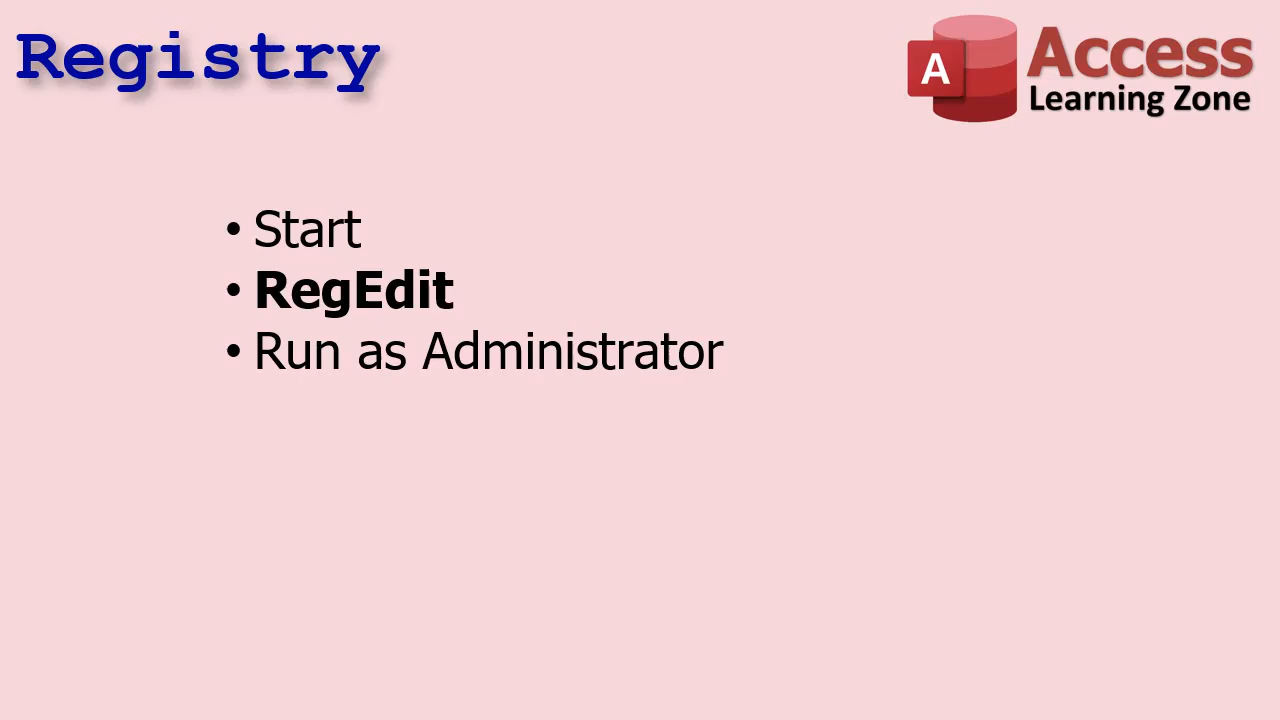 Registry
A
Access
Learning Zone
• Start
• RegEdit
• Run as Administrator